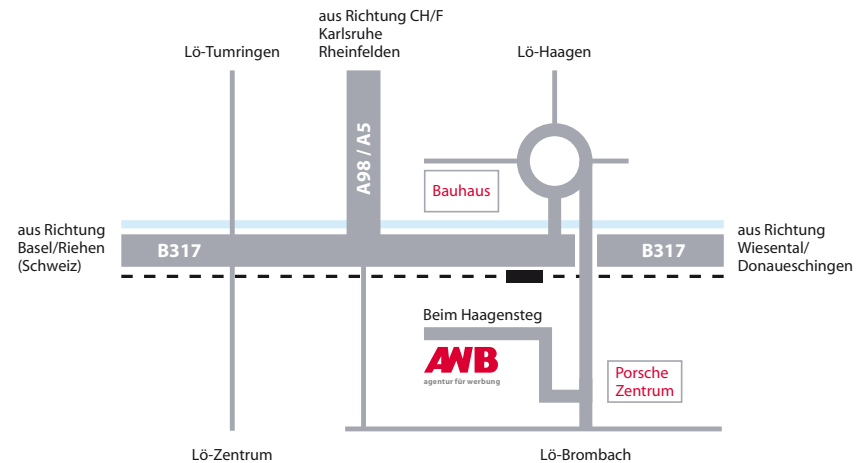 aus Richtung CH/F
Karlsruhe
Rheinfelden
Lö-Tumringen
Lö-Haagen
A98 / A5
Bauhaus
aus Richtung
Basel/Riehen
(Schweiz)
B317
B317
aus Richtung
Wiesental/
Donaueschingen
Beim Haagensteg
AWB
agentur für werbung
Porsche
Zentrum
Lö-Zentrum
Lö-Brombach